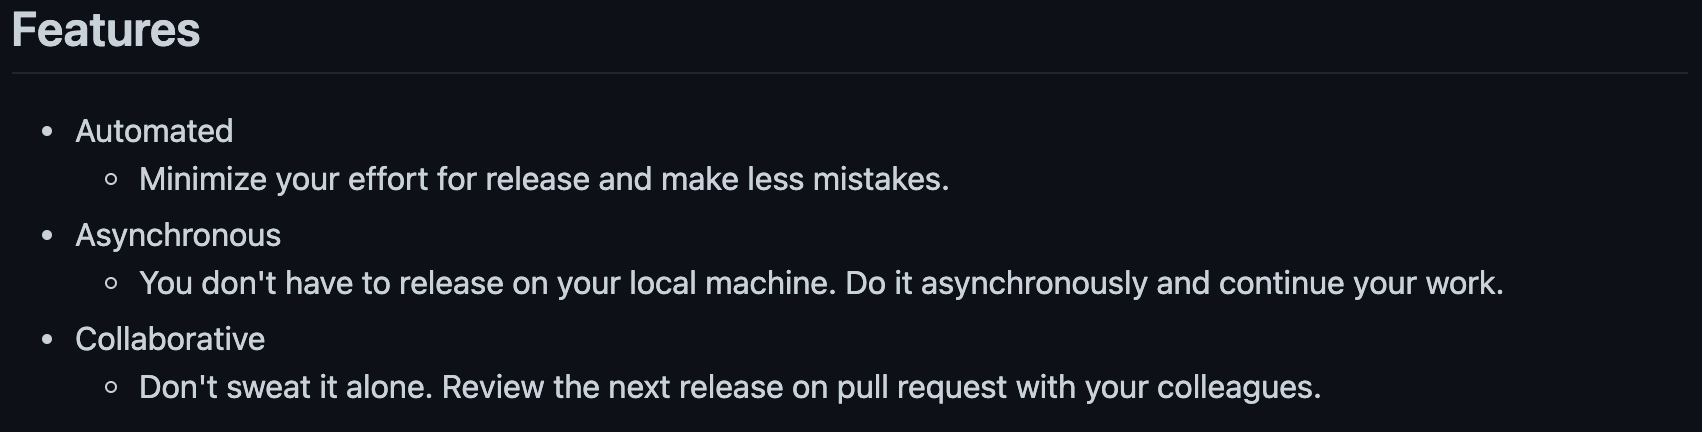 Features
Automated
Minimize your effort for release and make less mistakes.
Asynchronous
You don't have to release on your local machine. Do it asynchronously and continue your work.
Collaborative
Don't sweat it alone. Review the next release on pull request with your colleagues.